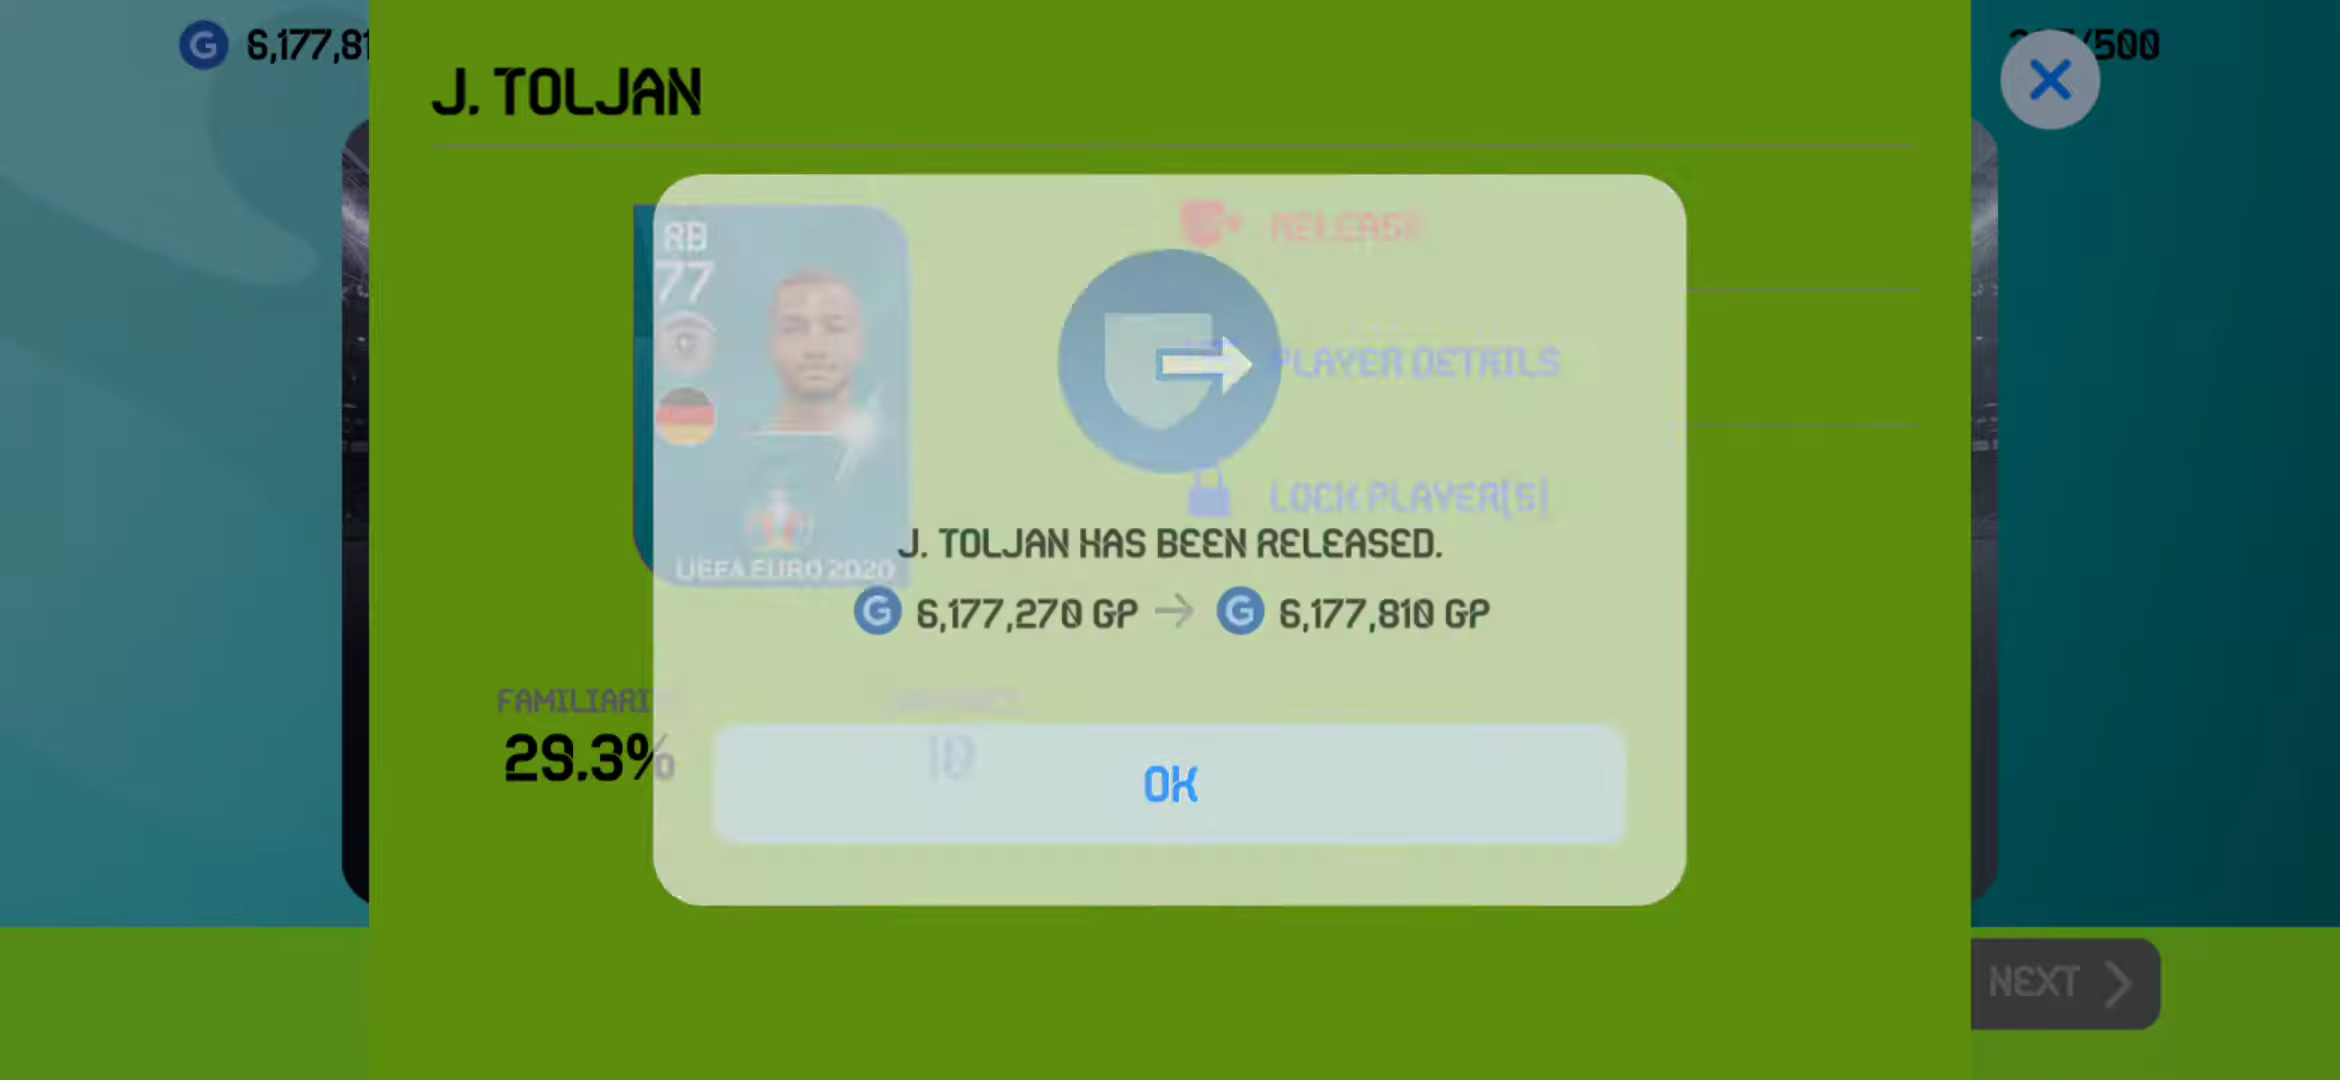 6,177,81
/500
J. TOLJAN
RB
77
RELEASE
PLAYER DETAILS
LOCK PLAYER(S)
UEFA EURO 2020
J. TOLJAN HAS BEEN RELEASED.
6,177,270 GP → 6,177,810 GP
FAMILIARI
29.3%
10
OK
NEXT